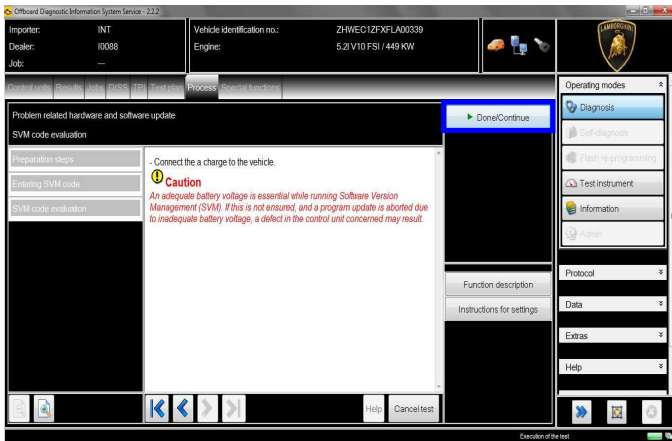 Offboard Diagnostic Information System Service - 2.2.2
Importer: INT
Dealer: I0088
Job: ---
Vehicle identification no.: ZHWEC1ZFXFLA00339
Engine: 5.2l V10 FSI / 449 KW
LAMBORGHINI
Control units Results Jobs DISS TPI Test plan Process Special functions
Operating modes
Problem related hardware and software update
SVM code evaluation
Done/Continue
Diagnosis
Self-diagnosis
Flash re-programming
Test instrument
Information
Admin
Preparation steps
Entering SVM code
SVM code evaluation
- Connect the a charge to the vehicle.
Caution
An adequate battery voltage is essential while running Software Version
Management (SVM). If this is not ensured, and a program update is aborted due
to inadequate battery voltage, a defect in the control unit concerned may result.
Function description
Instructions for settings
Protocol
Data
Extras
Help
Help
Cancel test
Execution of the test